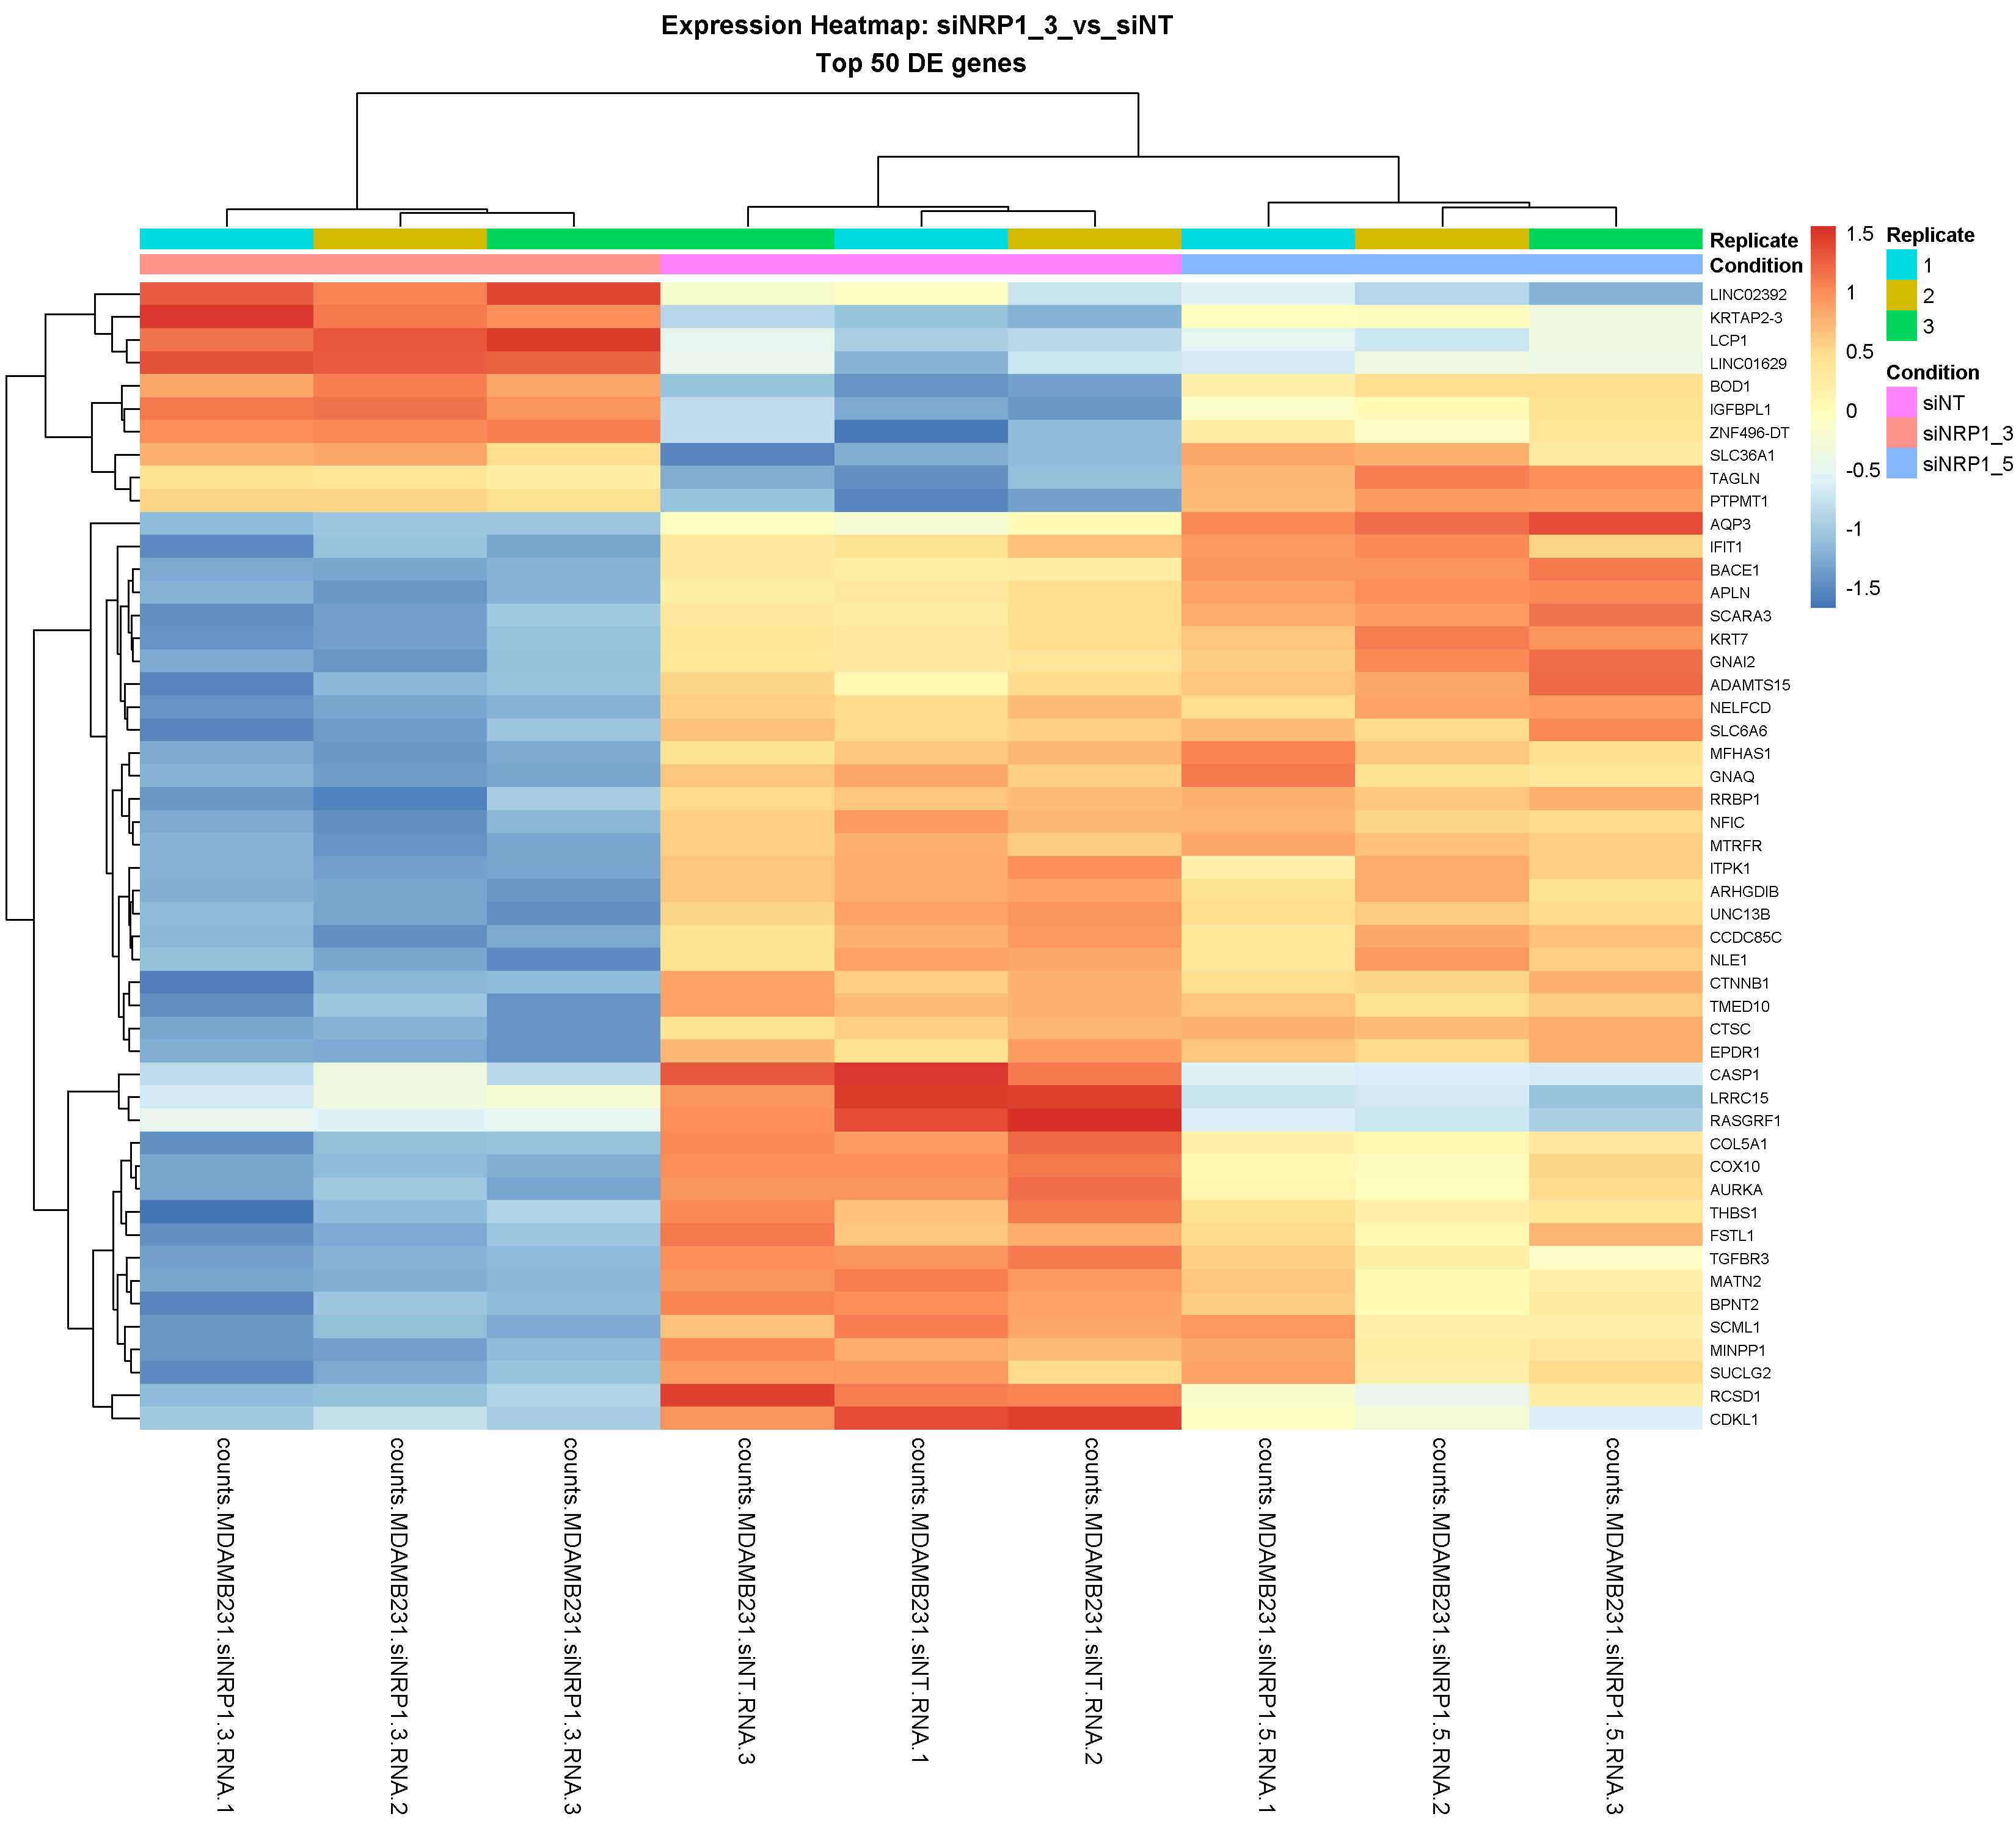 Expression Heatmap: siNRP1_3_vs_siNT
Top 50 DE genes
Replicate
Condition
LINC02392
KRTAP2-3
LCP1
LINC01629
BOD1
IGFBPL1
ZNF496-DT
SLC36A1
TAGLN
PTPMT1
AQP3
IFIT1
BACE1
APLN
SCARA3
KRT7
GNAI2
ADAMTS15
NELFCD
SLC6A6
MFHAS1
GNAQ
RRBP1
NFIC
MTRFR
ITPK1
ARHGDIB
UNC13B
CCDC85C
NLE1
CTNNB1
TMED10
CTSC
EPDR1
CASP1
LRRC15
RASGRF1
COL5A1
COX10
AURKA
THBS1
FSTL1
TGFBR3
MATN2
BPNT2
SCML1
MINPP1
SUCLG2
RCSD1
CDKL1
1.5
1
0.5
0
-0.5
-1
-1.5
Replicate
1
2
3
Condition
siNT
siNRP1_3
siNRP1_5
counts.MDAMB231.siNRP1.3.RNA.1
counts.MDAMB231.siNRP1.3.RNA.2
counts.MDAMB231.siNRP1.3.RNA.3
counts.MDAMB231.siNT.RNA.3
counts.MDAMB231.siNT.RNA.1
counts.MDAMB231.siNT.RNA.2
counts.MDAMB231.siNRP1.5.RNA.1
counts.MDAMB231.siNRP1.5.RNA.2
counts.MDAMB231.siNRP1.5.RNA.3